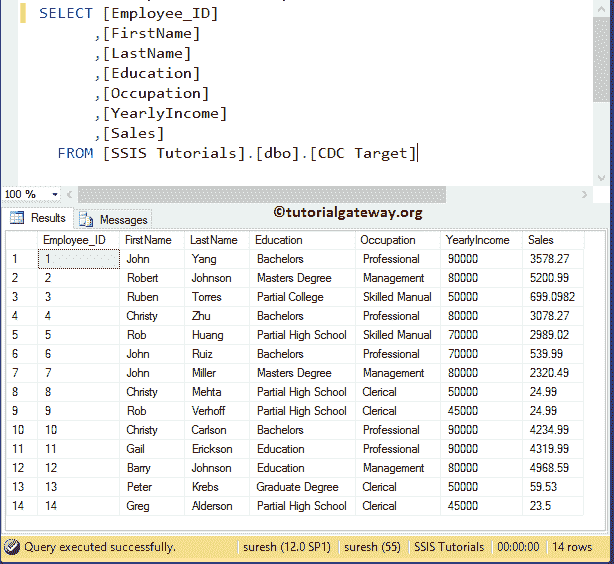 SELECT [Employee_ID]
,[FirstName]
,[LastName]
,[Education]
,[Occupation]
,[YearlyIncome]
,[Sales]
FROM [SSIS Tutorials].[dbo].[CDC Target]
100 %
©tutorialgateway.org
Results Messages
Employee_ID FirstName LastName Education Occupation YearlyIncome Sales
1 1 John Yang Bachelors Professional 90000 3578.27
2 2 Robert Johnson Masters Degree Management 80000 5200.99
3 3 Ruben Torres Partial College Skilled Manual 50000 699.0982
4 4 Christy Zhu Bachelors Professional 80000 3078.27
5 5 Rob Huang Partial High School Skilled Manual 70000 2989.02
6 6 John Ruiz Bachelors Professional 70000 539.99
7 7 John Miller Masters Degree Management 80000 2320.49
8 8 Christy Mehta Partial High School Clerical 50000 24.99
9 9 Rob Verhoff Partial High School Clerical 45000 24.99
10 10 Christy Carlson Bachelors Professional 90000 4234.99
11 11 Gail Erickson Education Professional 90000 4319.99
12 12 Barry Johnson Education Management 80000 4968.59
13 13 Peter Krebs Graduate Degree Clerical 50000 59.53
14 14 Greg Alderson Partial High School Clerical 45000 23.5
Query executed successfully. suresh (12.0 SP1) suresh (55) SSIS Tutorials 00:00:00 14 rows